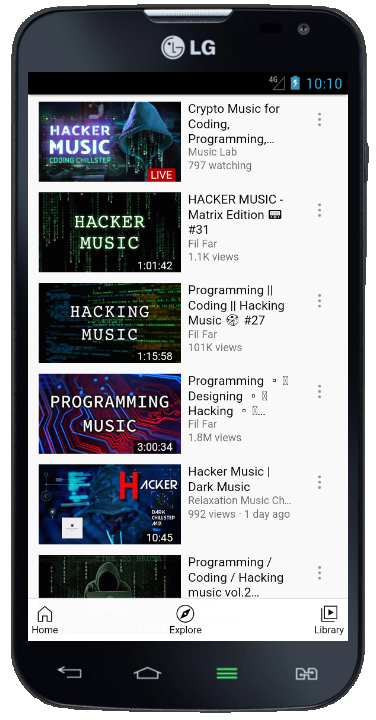 LG
4G 10:10
HACKER
MUSIC
CODING CHILLSTEP
LIVE
Crypto Music for
Coding,
Programming,...
Music Lab
797 watching
HACKER
MUSIC
1:01:42
HACKER MUSIC -
Matrix Edition 📟
#31
Fil Far
1.1K views
HACKING
MUSIC
1:15:58
Programming ||
Coding || Hacking
Music #27
Fil Far
101K views
PROGRAMMING
MUSIC
3:00:34
Programming ▫
Designing ▫
Hacking ▫ ...
Fil Far
1.8M views
HACKER
DARK
CHILLSTEP
MIX
10:45
Hacker Music |
Dark Music
Relaxation Music Ch...
992 views · 1 day ago
Programming /
Coding / Hacking
music vol.2...
Home
Explore
Library